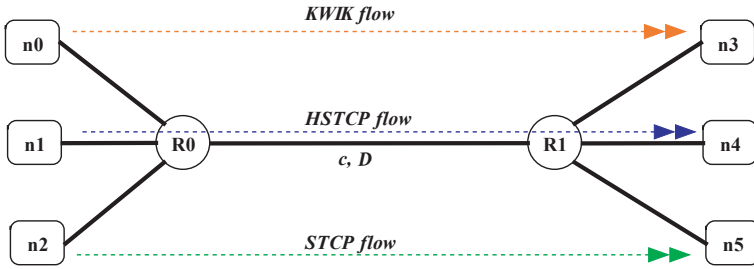 KWIK flow
n0
n3
HSTCP flow
n1
R0
R1
n4
c, D
n2
STCP flow
n5